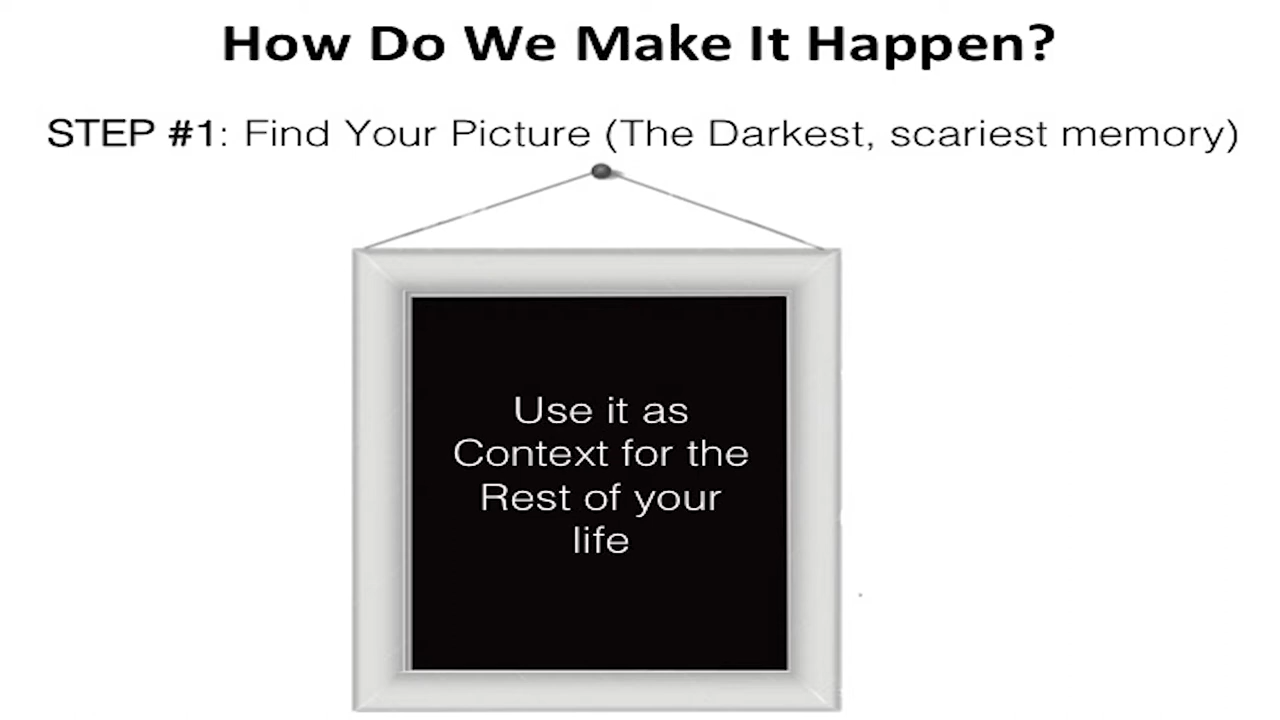 How Do We Make It Happen?
STEP #1: Find Your Picture (The Darkest, scariest memory)
Use it as
Context for the
Rest of your
life